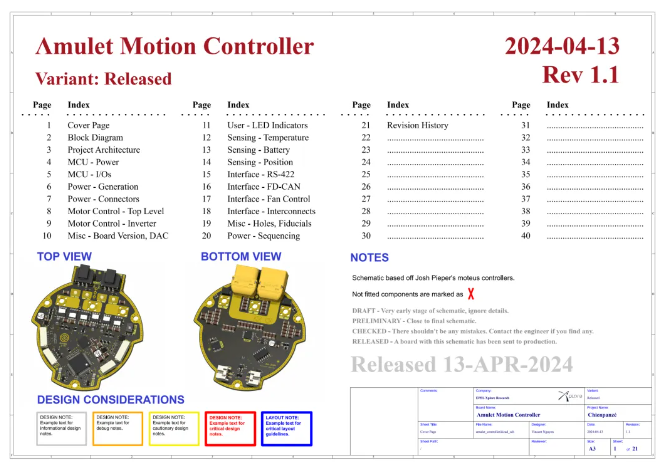 Amulet Motion Controller
2024-04-13
Variant: Released
Rev 1.1
Page Index Page Index Page Index Page Index
1 Cover Page 11 User - LED Indicators 21 Revision History 31
2 Block Diagram 12 Sensing - Temperature 22 32
3 Project Architecture 13 Sensing - Battery 23 33
4 MCU - Power 14 Sensing - Position 24 34
5 MCU - I/Os 15 Interface - RS-422 25 35
6 Power - Generation 16 Interface - FD-CAN 26 36
7 Power - Connectors 17 Interface - Fan Control 27 37
8 Motor Control - Top Level 18 Interface - Interconnects 28 38
9 Motor Control - Inverter 19 Misc - Holes, Fiducials 29 39
10 Misc - Board Version, DAC 20 Power - Sequencing 30 40
TOP VIEW
BOTTOM VIEW
NOTES
Schematic based off Josh Pieper's moteus controllers.
Not fitted components are marked as X
DRAFT - Very early stage of schematic, ignore details.
PRELIMINARY - Close to final schematic.
CHECKED - There shouldn't be any mistakes. Contact the engineer if you find any.
RELEASED - A board with this schematic has been sent to production.
Released 13-APR-2024
DESIGN CONSIDERATIONS
DESIGN NOTE:
Example text for
informational design
notes.
DESIGN NOTE:
Example text for
debug notes.
DESIGN NOTE:
Example text for
cautionary design
notes.
DESIGN NOTE:
Example text for
critical design
notes.
LAYOUT NOTE:
Example text for
critical layout
guidelines.
Comments:
Company:
Variant:
Released
Board Name:
Amulet Motion Controller
Project Name:
Chimpanzé
Sheet Title:
Cover Page
File Name:
Designer:
Date:
2024-04-13
Revision:
1.1
Sheet Path:
Reviewer:
Size:
A3
Sheet:
1 of 21